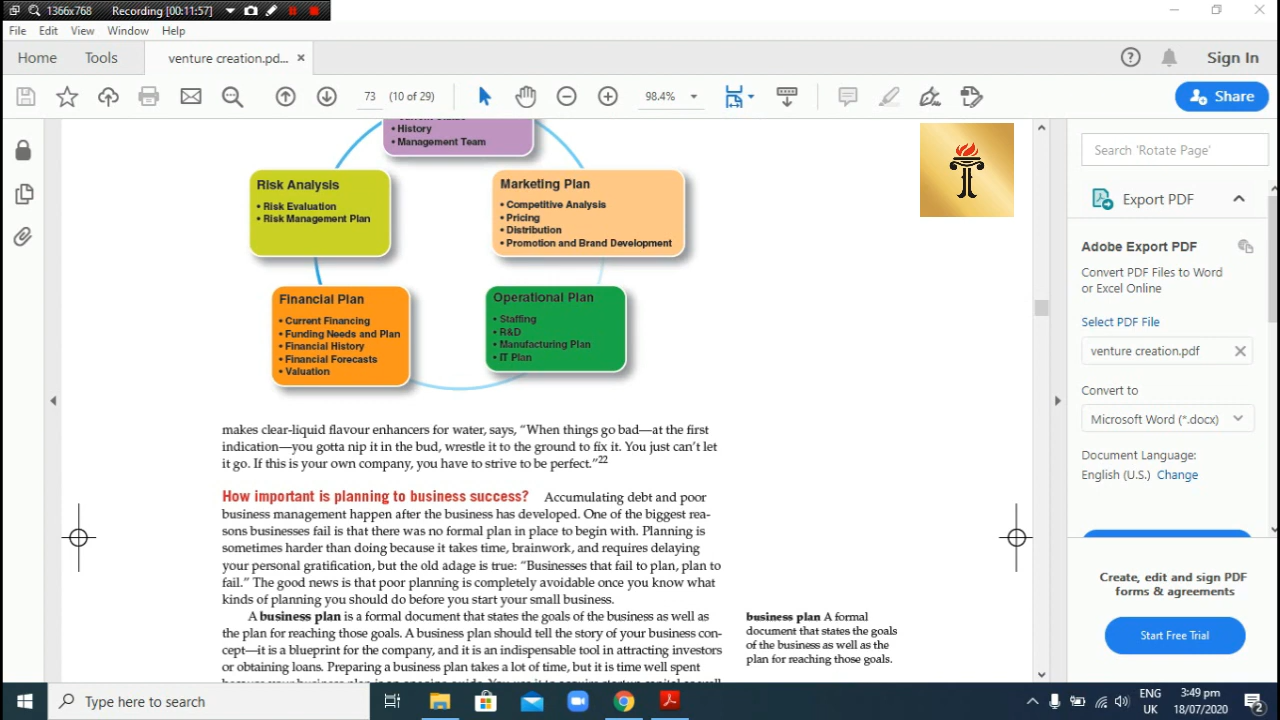 1366x768
Recording [00:11:57]
File Edit View Window Help
Home Tools venture creation.pd... ×
Sign In
73 (10 of 29)
98.4%
Share
• History
• Management Team
Risk Analysis
• Risk Evaluation
• Risk Management Plan
Marketing Plan
• Competitive Analysis
• Pricing
• Distribution
• Promotion and Brand Development
Financial Plan
• Current Financing
• Funding Needs and Plan
• Financial History
• Financial Forecasts
• Valuation
Operational Plan
• Staffing
• R&D
• Manufacturing Plan
• IT Plan
makes clear-liquid flavour enhancers for water, says, “When things go bad—at the first
indication—you gotta nip it in the bud, wrestle it to the ground to fix it. You just can’t let
it go. If this is your own company, you have to strive to be perfect.”22
How important is planning to business success? Accumulating debt and poor
business management happen after the business has developed. One of the biggest rea-
sons businesses fail is that there was no formal plan in place to begin with. Planning is
sometimes harder than doing because it takes time, brainwork, and requires delaying
your personal gratification, but the old adage is true: “Businesses that fail to plan, plan to
fail.” The good news is that poor planning is completely avoidable once you know what
kinds of planning you should do before you start your small business.
A business plan is a formal document that states the goals of the business as well as
the plan for reaching those goals. A business plan should tell the story of your business con-
cept—it is a blueprint for the company, and it is an indispensable tool in attracting investors
or obtaining loans. Preparing a business plan takes a lot of time, but it is time well spent
business plan A formal
document that states the goals
of the business as well as the
plan for reaching those goals.
Search 'Rotate Page'
Export PDF
Adobe Export PDF
Convert PDF Files to Word
or Excel Online
Select PDF File
venture creation.pdf
Convert to
Microsoft Word (*.docx)
Document Language:
English (U.S.) Change
Create, edit and sign PDF
forms & agreements
Start Free Trial
Type here to search
ENG
UK
3:49 pm
18/07/2020
2